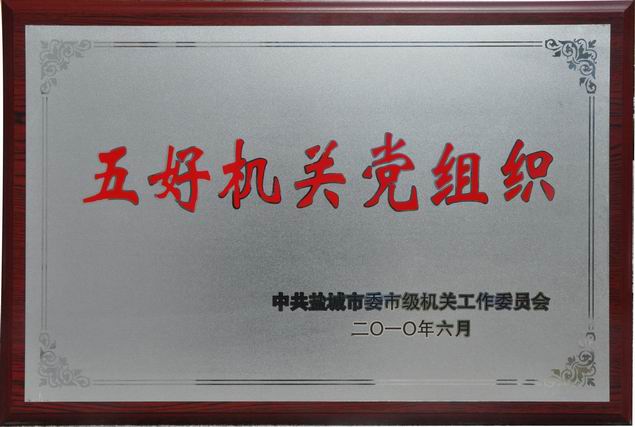 五好机关党组织
中共盐城市委市级机关工作委员会
二〇一〇年六月